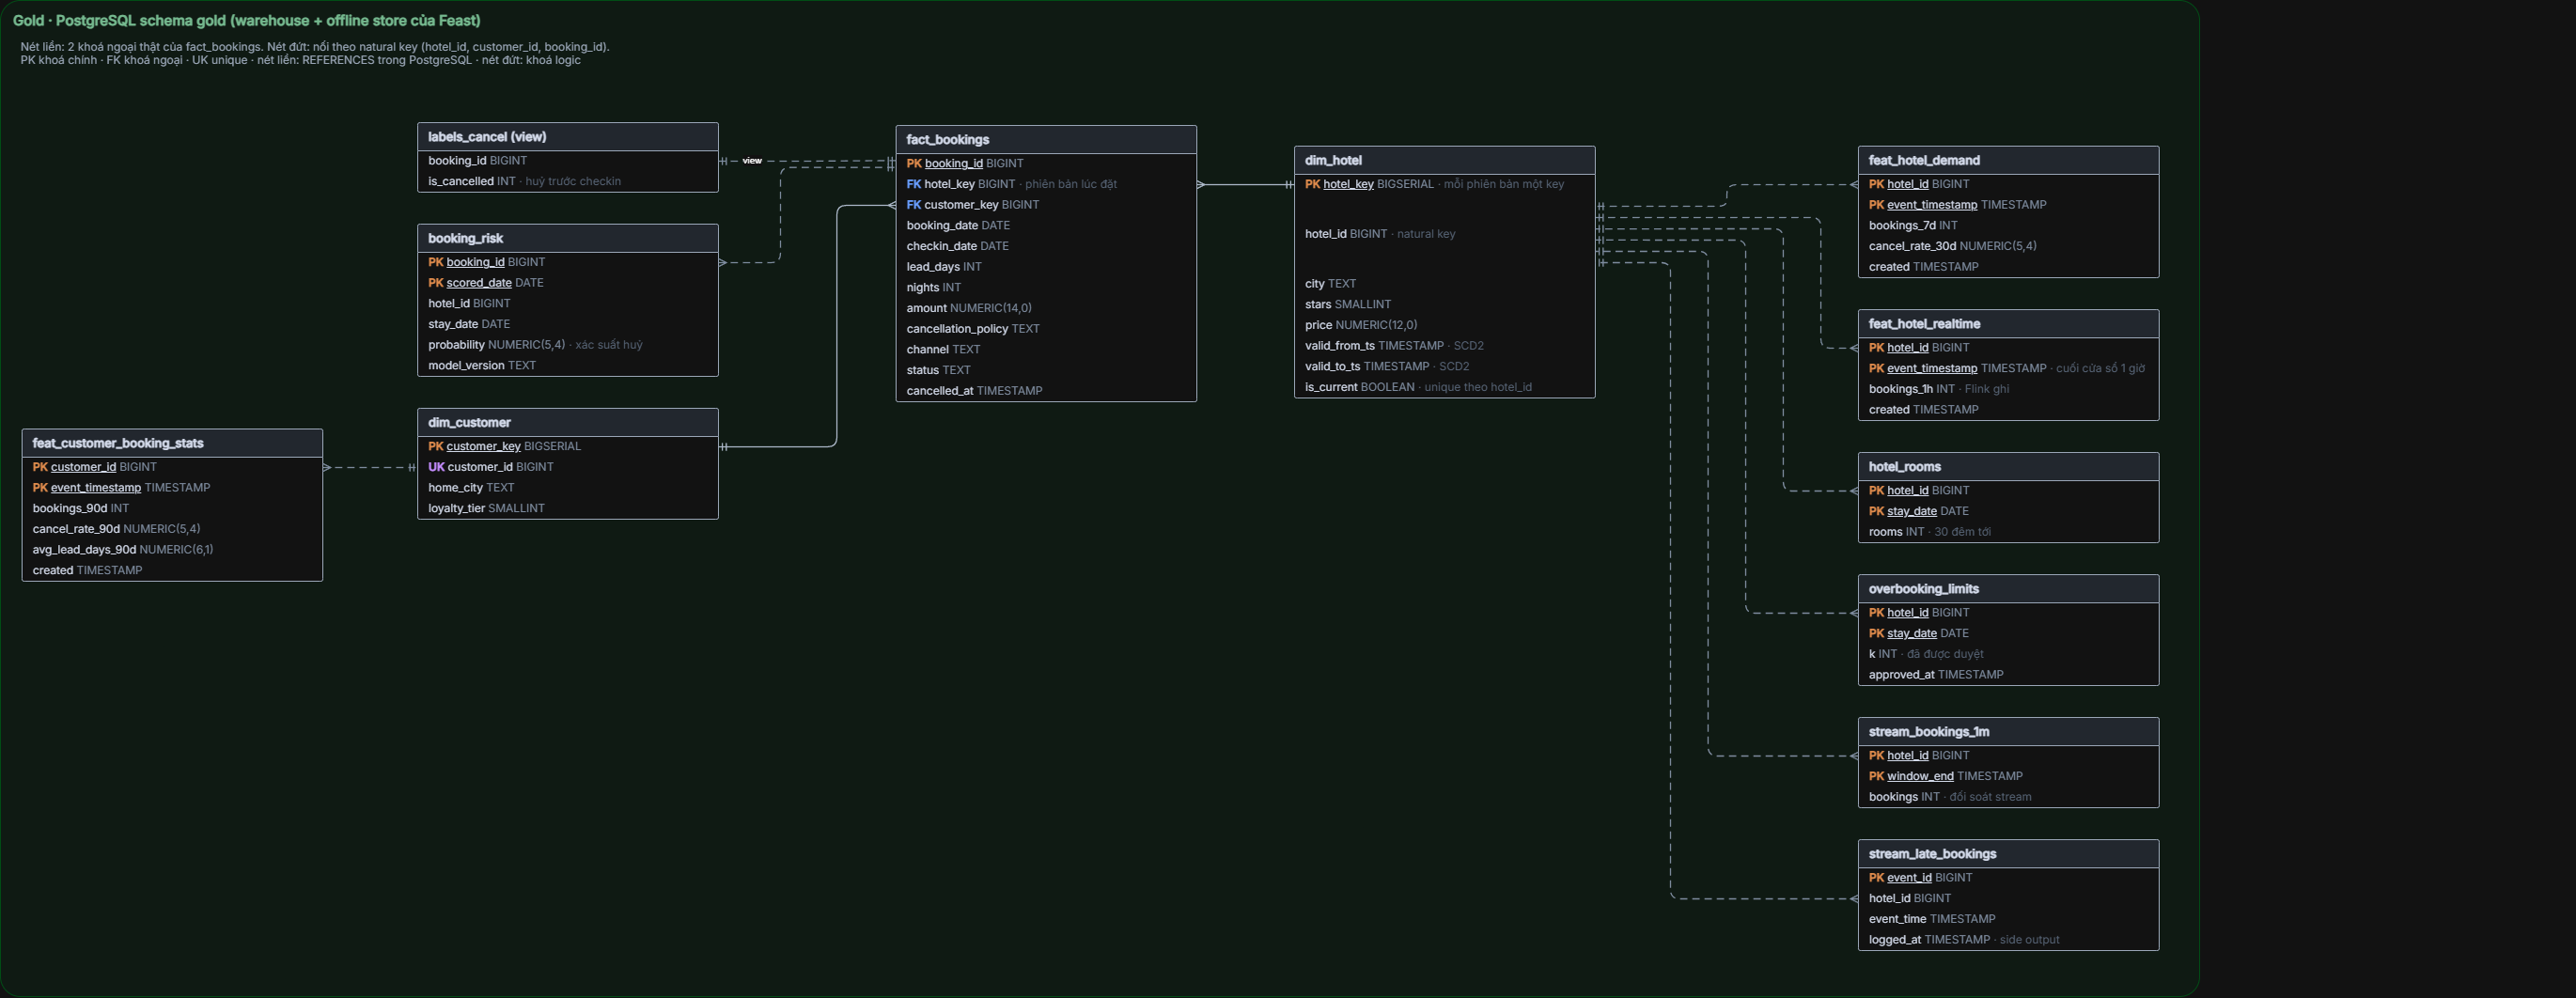 Gold · PostgreSQL schema gold (warehouse + offline store của Feast)
Nét liền: 2 khoá ngoại thật của fact_bookings. Nét đứt: nối theo natural key (hotel_id, customer_id, booking_id).
PK khoá chính · FK khoá ngoại · UK unique · nét liền: REFERENCES trong PostgreSQL · nét đứt: khoá logic
labels_cancel (view)
booking_id BIGINT
is_cancelled INT · huỷ trước checkin
view
booking_risk
PK booking_id BIGINT
PK scored_date DATE
hotel_id BIGINT
stay_date DATE
probability NUMERIC(5,4) · xác suất huỷ
model_version TEXT
feat_customer_booking_stats
PK customer_id BIGINT
PK event_timestamp TIMESTAMP
bookings_90d INT
cancel_rate_90d NUMERIC(5,4)
avg_lead_days_90d NUMERIC(6,1)
created TIMESTAMP
dim_customer
PK customer_key BIGSERIAL
UK customer_id BIGINT
home_city TEXT
loyalty_tier SMALLINT
fact_bookings
PK booking_id BIGINT
FK hotel_key BIGINT · phiên bản lúc đặt
FK customer_key BIGINT
booking_date DATE
checkin_date DATE
lead_days INT
nights INT
amount NUMERIC(14,0)
cancellation_policy TEXT
channel TEXT
status TEXT
cancelled_at TIMESTAMP
dim_hotel
PK hotel_key BIGSERIAL · mỗi phiên bản một key
hotel_id BIGINT · natural key
city TEXT
stars SMALLINT
price NUMERIC(12,0)
valid_from_ts TIMESTAMP · SCD2
valid_to_ts TIMESTAMP · SCD2
is_current BOOLEAN · unique theo hotel_id
feat_hotel_demand
PK hotel_id BIGINT
PK event_timestamp TIMESTAMP
bookings_7d INT
cancel_rate_30d NUMERIC(5,4)
created TIMESTAMP
feat_hotel_realtime
PK hotel_id BIGINT
PK event_timestamp TIMESTAMP · cuối cửa sổ 1 giờ
bookings_1h INT · Flink ghi
created TIMESTAMP
hotel_rooms
PK hotel_id BIGINT
PK stay_date DATE
rooms INT · 30 đêm tới
overbooking_limits
PK hotel_id BIGINT
PK stay_date DATE
k INT · đã được duyệt
approved_at TIMESTAMP
stream_bookings_1m
PK hotel_id BIGINT
PK window_end TIMESTAMP
bookings INT · đối soát stream
stream_late_bookings
PK event_id BIGINT
hotel_id BIGINT
event_time TIMESTAMP
logged_at TIMESTAMP · side output